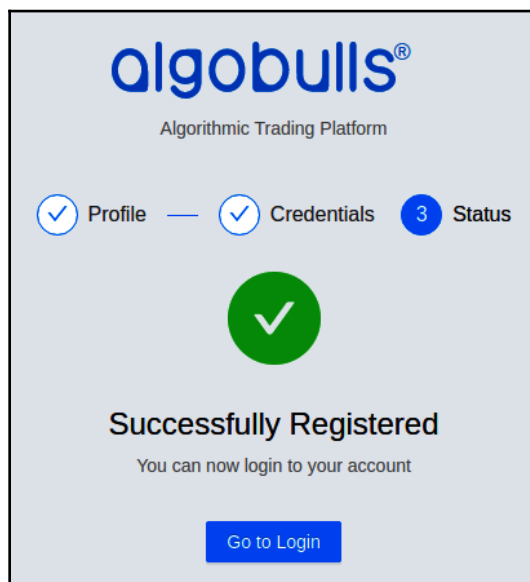 algobulls®
Algorithmic Trading Platform
Profile Credentials 3 Status
Successfully Registered
You can now login to your account
Go to Login